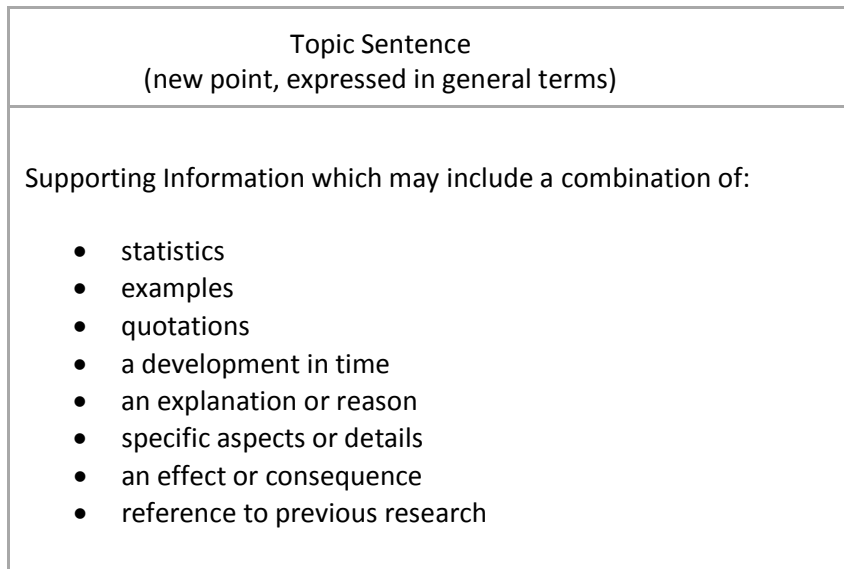 Topic Sentence
(new point, expressed in general terms)
Supporting Information which may include a combination of:
• statistics
• examples
• quotations
• a development in time
• an explanation or reason
• specific aspects or details
• an effect or consequence
• reference to previous research